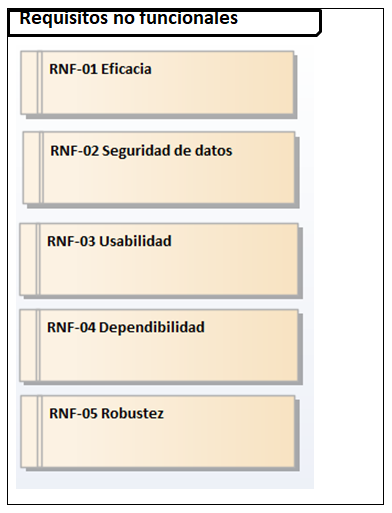 Requisitos no funcionales
RNF-01 Eficacia
RNF-02 Seguridad de datos
RNF-03 Usabilidad
RNF-04 Dependibilidad
RNF-05 Robustez